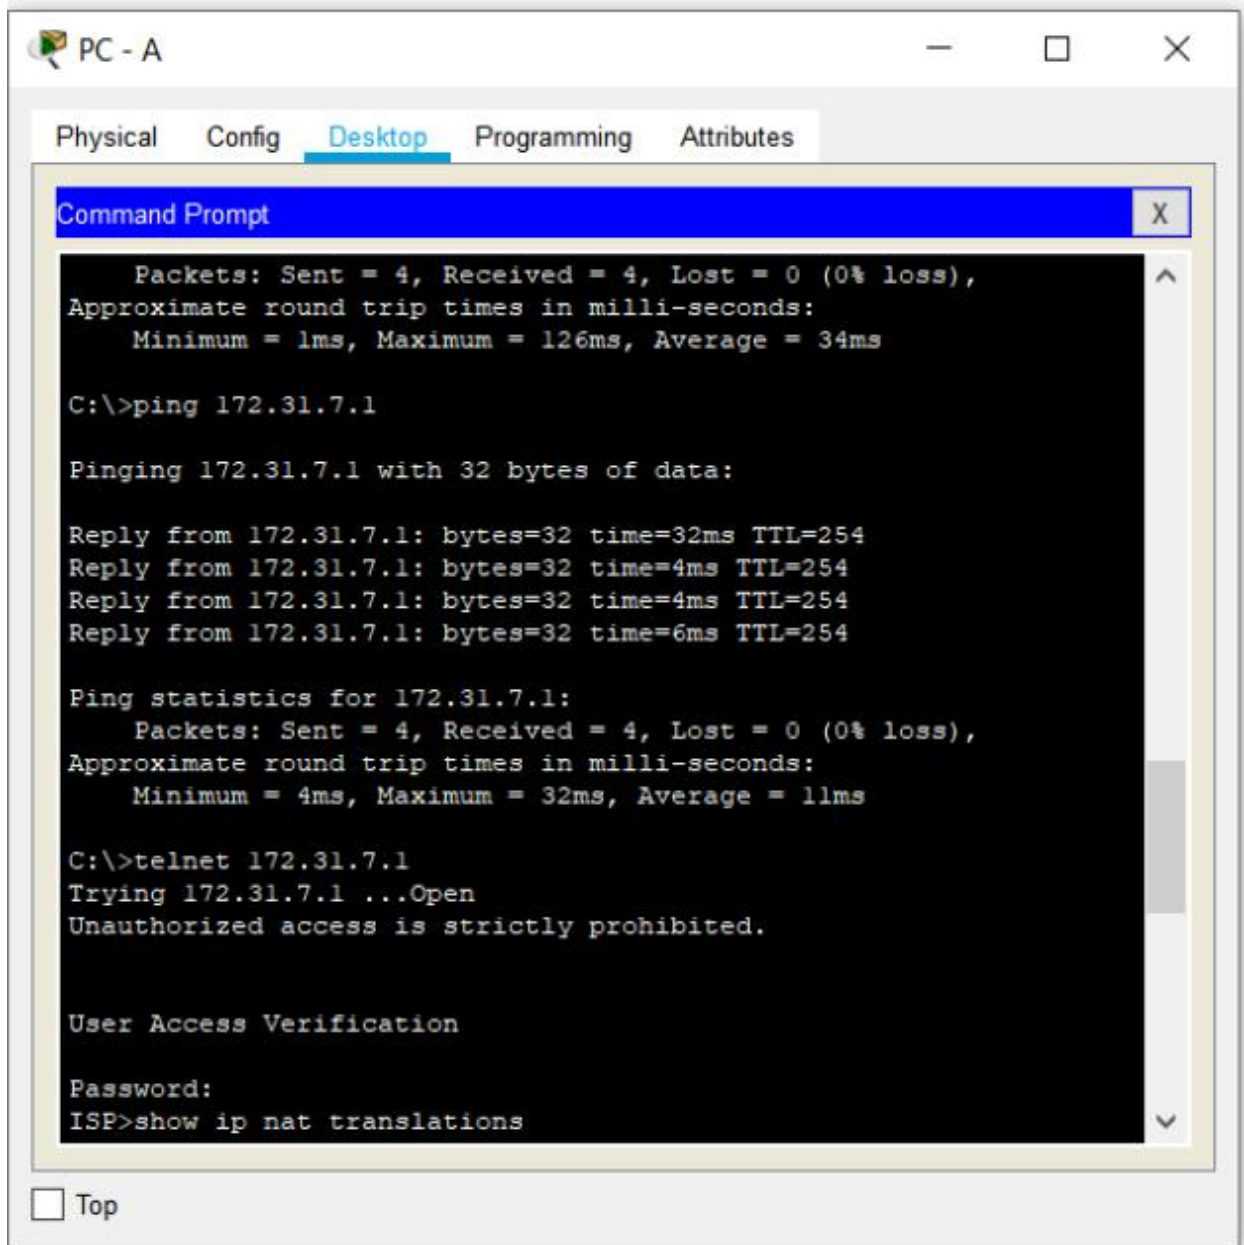 PC - A
Physical Config Desktop Programming Attributes
Command Prompt X
Packets: Sent = 4, Received = 4, Lost = 0 (0% loss),
Approximate round trip times in milli-seconds:
Minimum = 1ms, Maximum = 126ms, Average = 34ms
C:\>ping 172.31.7.1
Pinging 172.31.7.1 with 32 bytes of data:
Reply from 172.31.7.1: bytes=32 time=32ms TTL=254
Reply from 172.31.7.1: bytes=32 time=4ms TTL=254
Reply from 172.31.7.1: bytes=32 time=4ms TTL=254
Reply from 172.31.7.1: bytes=32 time=6ms TTL=254
Ping statistics for 172.31.7.1:
Packets: Sent = 4, Received = 4, Lost = 0 (0% loss),
Approximate round trip times in milli-seconds:
Minimum = 4ms, Maximum = 32ms, Average = 11ms
C:\>telnet 172.31.7.1
Trying 172.31.7.1 ...Open
Unauthorized access is strictly prohibited.
User Access Verification
Password:
ISP>show ip nat translations
Top